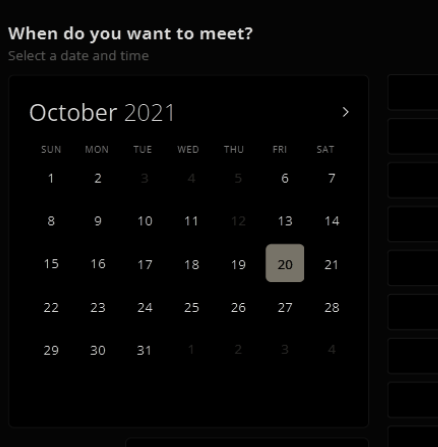 When do you want to meet?
Select a date and time
October 2021
SUN MON TUE WED THU FRI SAT
1 2 3 4 5 6 7
8 9 10 11 12 13 14
15 16 17 18 19 20 21
22 23 24 25 26 27 28
29 30 31 1 2 3 4